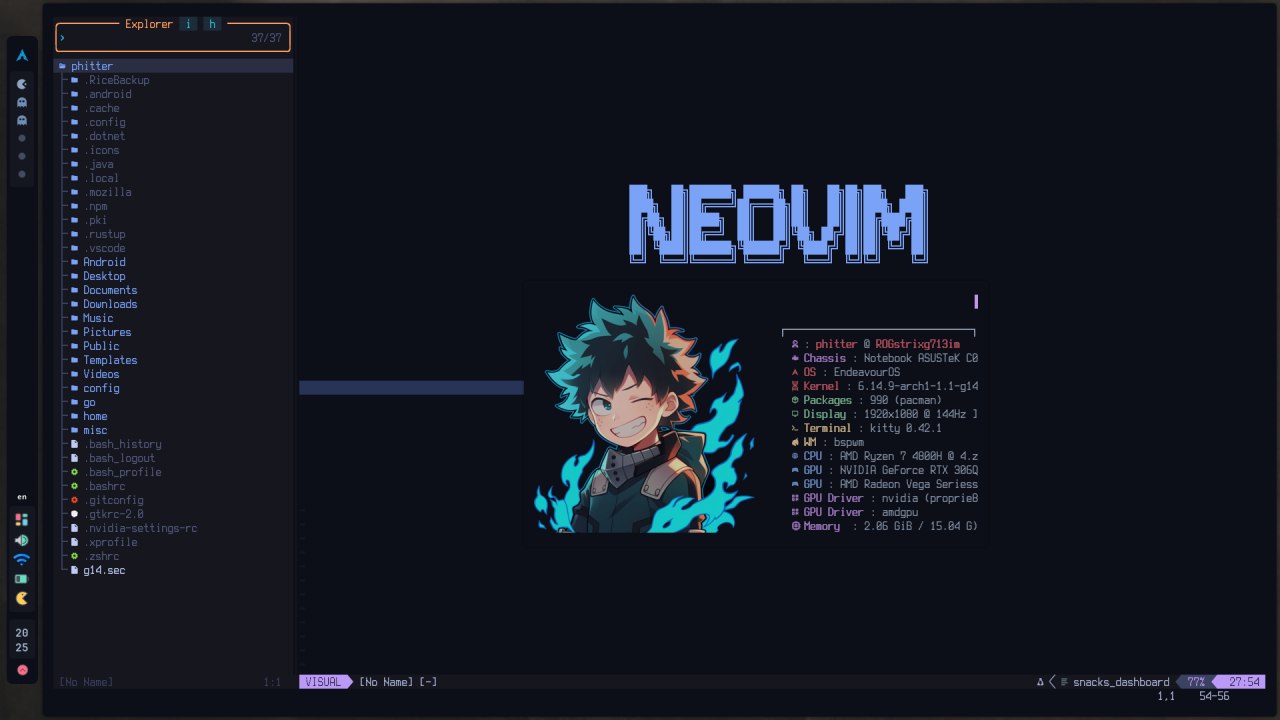 Explorer i h
› 37/37
phitter
.RiceBackup
.android
.cache
.config
.dotnet
.icons
.java
.local
.mozilla
.npm
.pki
.rustup
.vscode
Android
Desktop
Documents
Downloads
Music
Pictures
Public
Templates
Videos
config
go
home
misc
.bash_history
.bash_logout
.bash_profile
.bashrc
.gitconfig
.gtkrc-2.0
.nvidia-settings-rc
.xprofile
.zshrc
g14.sec
[No Name] 1:1
en
20
25
NEOVIM
: phitter @ ROGstrixg713im
Chassis : Notebook ASUSTeK C0
OS : EndeavourOS
Kernel : 6.14.9-arch1-1.1-g14
Packages : 990 (pacman)
Display : 1920x1080 @ 144Hz ]
Terminal : kitty 0.42.1
WM : bspwm
CPU : AMD Ryzen 7 4800H @ 4.z
GPU : NVIDIA GeForce RTX 306Q
GPU : AMD Radeon Vega Seriess
GPU Driver : nvidia (proprie8
GPU Driver : amdgpu
Memory : 2.06 GiB / 15.04 G)
VISUAL [No Name] [-] snacks_dashboard 77% 27:54
1,1 54-56